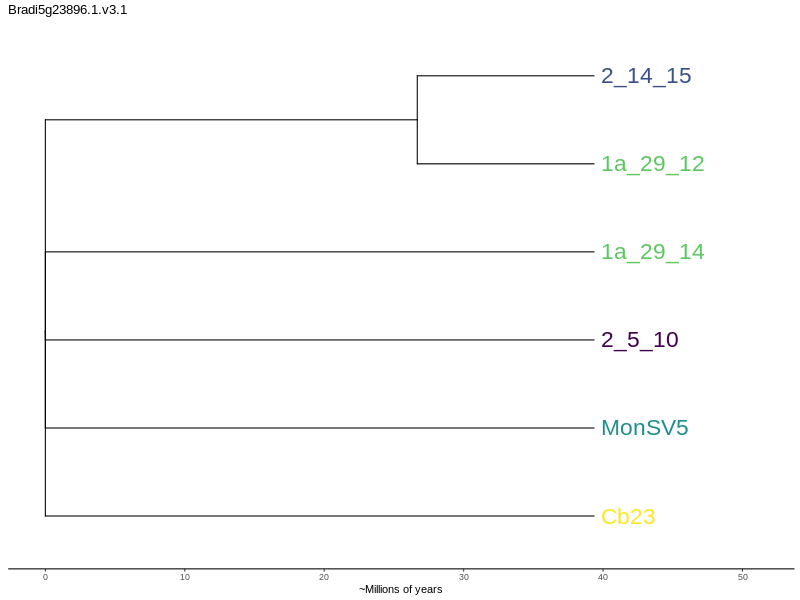 Bradi5g23896.1.v3.1
2_14_15
1a_29_12
1a_29_14
2_5_10
MonSV5
Cb23
0 10 20 30 40 50
~Millions of years